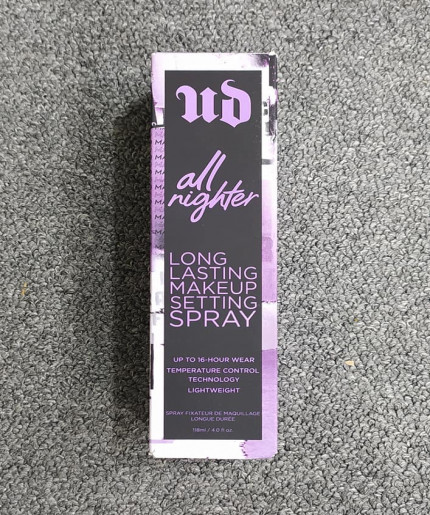 ud
all
nighter
LONG
LASTING
MAKEUP
SETTING
SPRAY
UP TO 16-HOUR WEAR
TEMPERATURE CONTROL
TECHNOLOGY
LIGHTWEIGHT
SPRAY FIXATEUR DE MAQUILLAGE
LONGUE DURÉE
118ml / 4.0 fl oz.